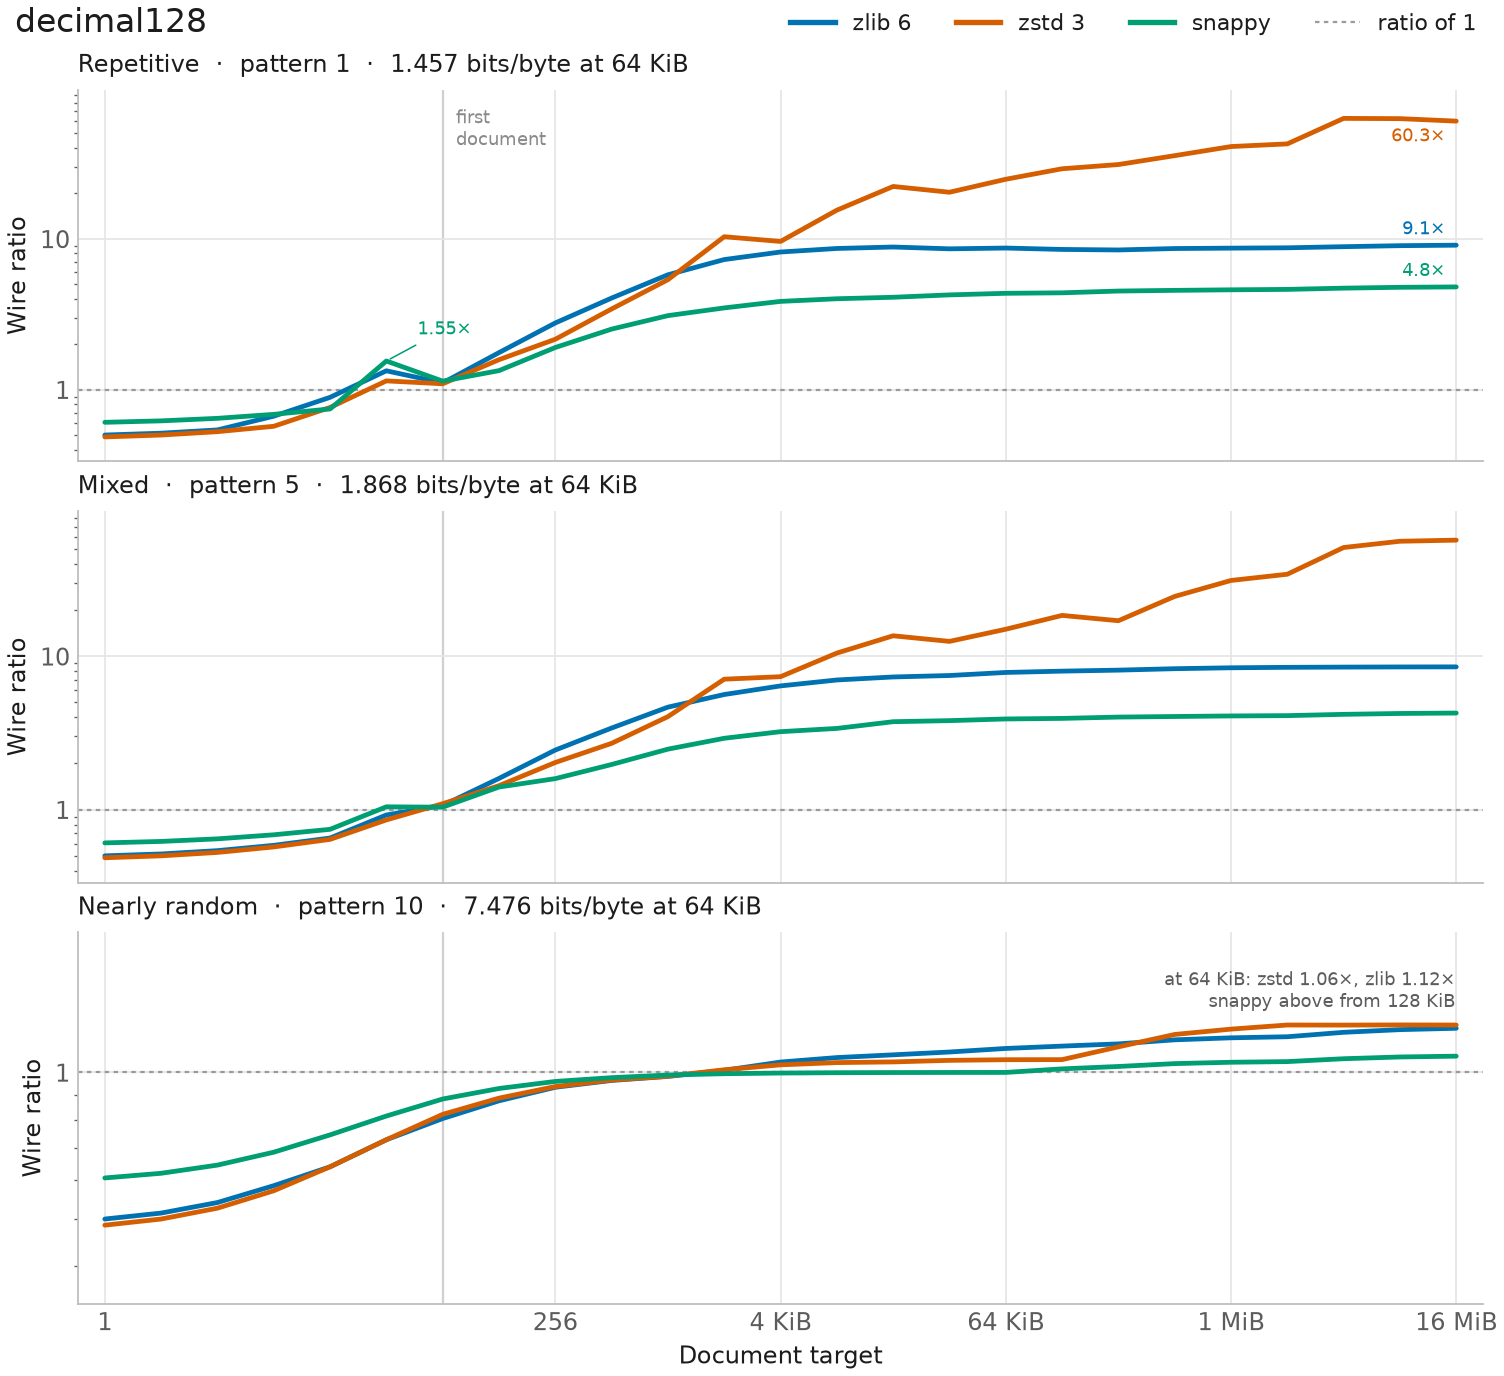 decimal128
zlib 6
zstd 3
snappy
ratio of 1
Repetitive · pattern 1 · 1.457 bits/byte at 64 KiB
first
document
60.3×
9.1×
4.8×
1.55×
10
1
Wire ratio
Mixed · pattern 5 · 1.868 bits/byte at 64 KiB
10
1
Wire ratio
Nearly random · pattern 10 · 7.476 bits/byte at 64 KiB
at 64 KiB: zstd 1.06×, zlib 1.12×
snappy above from 128 KiB
1
Wire ratio
1
256
4 KiB
64 KiB
1 MiB
16 MiB
Document target